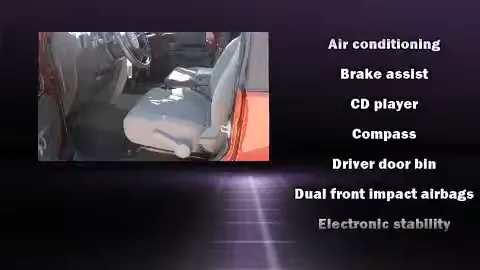 Air conditioning
Brake assist
CD player
Compass
Driver door bin
Dual front impact airbags
Electronic stability